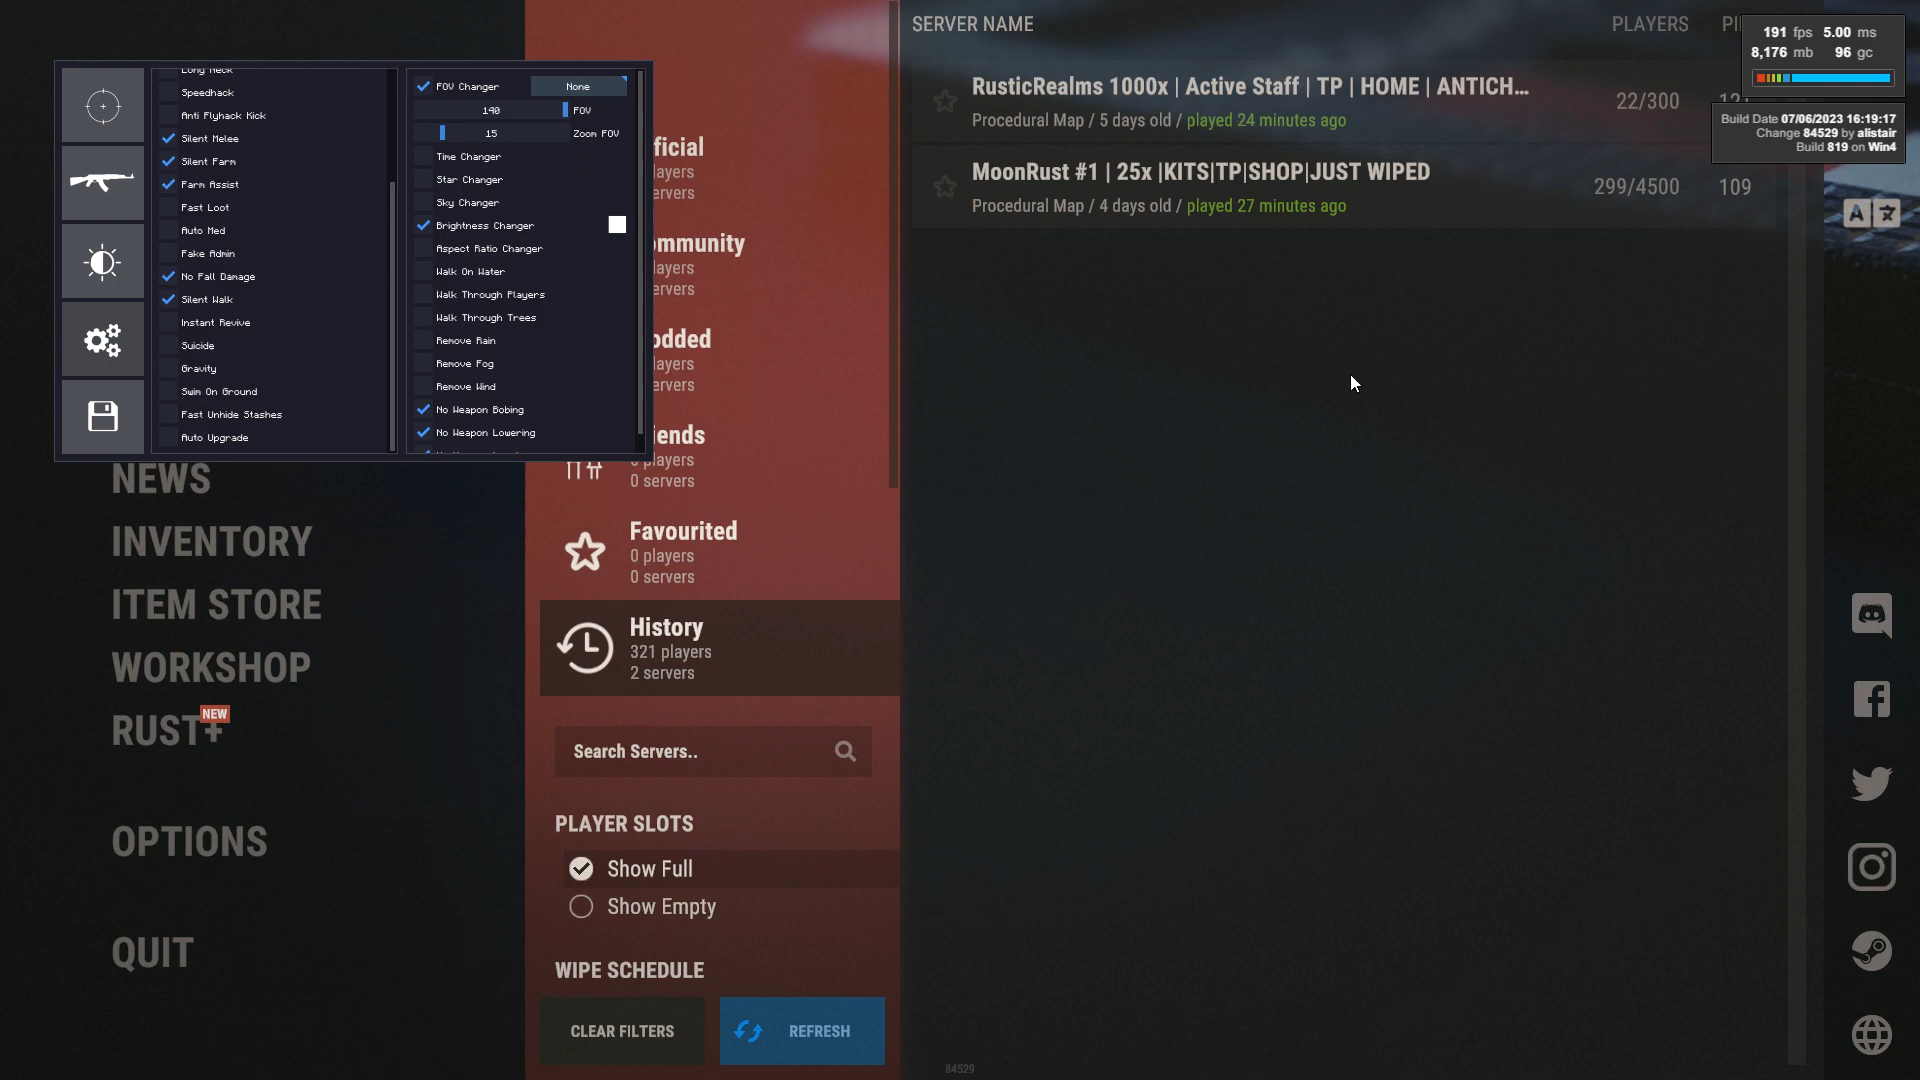 Long Neck
Speedhack
Anti Flyhack Kick
Silent Melee
Silent Farm
Farm Assist
Fast Loot
Auto Med
Fake Admin
No Fall Damage
Silent Walk
Instant Revive
Suicide
Gravity
Swim On Ground
Fast Unhide Stashes
Auto Upgrade
FOV Changer None
140 FOV
15 Zoom FOV
Time Changer
Star Changer
Sky Changer
Brightness Changer
Aspect Ratio Changer
Walk On Water
Walk Through Players
Walk Through Trees
Remove Rain
Remove Fog
Remove Wind
No Weapon Bobing
No Weapon Lowering
NEWS
INVENTORY
ITEM STORE
WORKSHOP
RUST+ NEW
OPTIONS
QUIT
ficial
layers
ervers
ommunity
layers
ervers
odded
layers
ervers
iends
players
0 servers
Favourited
0 players
0 servers
History
321 players
2 servers
Search Servers..
PLAYER SLOTS
Show Full
Show Empty
WIPE SCHEDULE
CLEAR FILTERS
REFRESH
SERVER NAME PLAYERS PI
RusticRealms 1000x | Active Staff | TP | HOME | ANTICH...
Procedural Map / 5 days old / played 24 minutes ago
22/300
MoonRust #1 | 25x |KITS|TP|SHOP|JUST WIPED
Procedural Map / 4 days old / played 27 minutes ago
299/4500 109
191 fps 5.00 ms
8,176 mb 96 gc
Build Date 07/06/2023 16:19:17
Change 84529 by alistair
Build 819 on Win4
A
84529